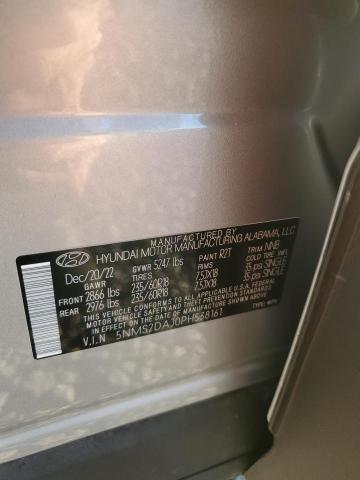 MANUFACTURED BY
HYUNDAI MOTOR MANUFACTURING ALABAMA, LLC
Dec/20/22 GVWR 5247 lbs PAINT R2T TRIM NNB
GAWR TIRES RIMS COLD TIRE INFL.
FRONT 2866 lbs 235/60R18 7.5JX18 35 psi SINGLE
REAR 2976 lbs 235/60R18 7.5JX18 35 psi SINGLE
THIS VEHICLE CONFORMS TO ALL APPLICABLE U.S.A. FEDERAL
MOTOR VEHICLE SAFETY, BUMPER, AND THEFT PREVENTION STANDARDS
IN EFFECT ON THE DATE OF MANUFACTURE SHOWN ABOVE.
V.I.N 5NMS2DAJ0PH558161 TYPE: MPV